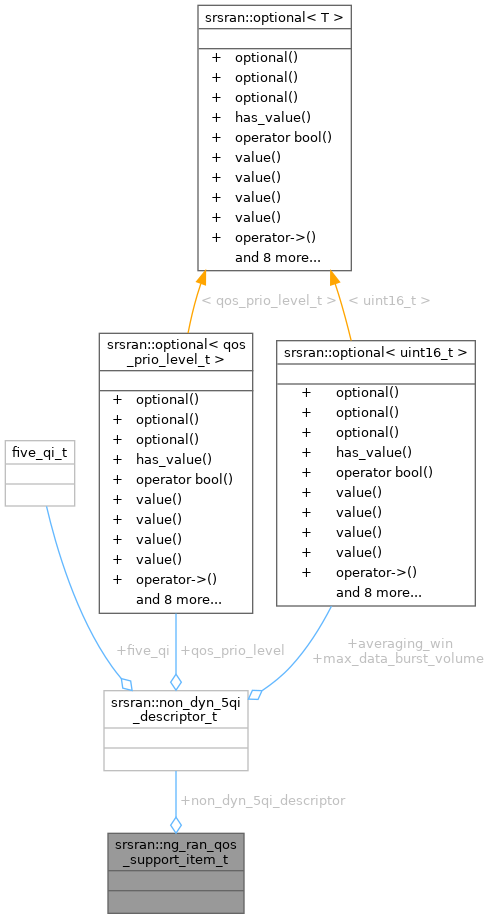 srsran::optional< T >
+ optional()
+ optional()
+ optional()
+ has_value()
+ operator bool()
+ value()
+ value()
+ value()
+ value()
+ operator->()
and 8 more...
< qos_prio_level_t >
< uint16_t >
srsran::optional< qos
_prio_level_t >
+ optional()
+ optional()
+ optional()
+ has_value()
+ operator bool()
+ value()
+ value()
+ value()
+ value()
+ operator->()
and 8 more...
srsran::optional< uint16_t >
+ optional()
+ optional()
+ optional()
+ has_value()
+ operator bool()
+ value()
+ value()
+ value()
+ value()
+ operator->()
and 8 more...
five_qi_t
+five_qi
+qos_prio_level
+averaging_win
+max_data_burst_volume
srsran::non_dyn_5qi
_descriptor_t
+non_dyn_5qi_descriptor
srsran::ng_ran_qos
_support_item_t